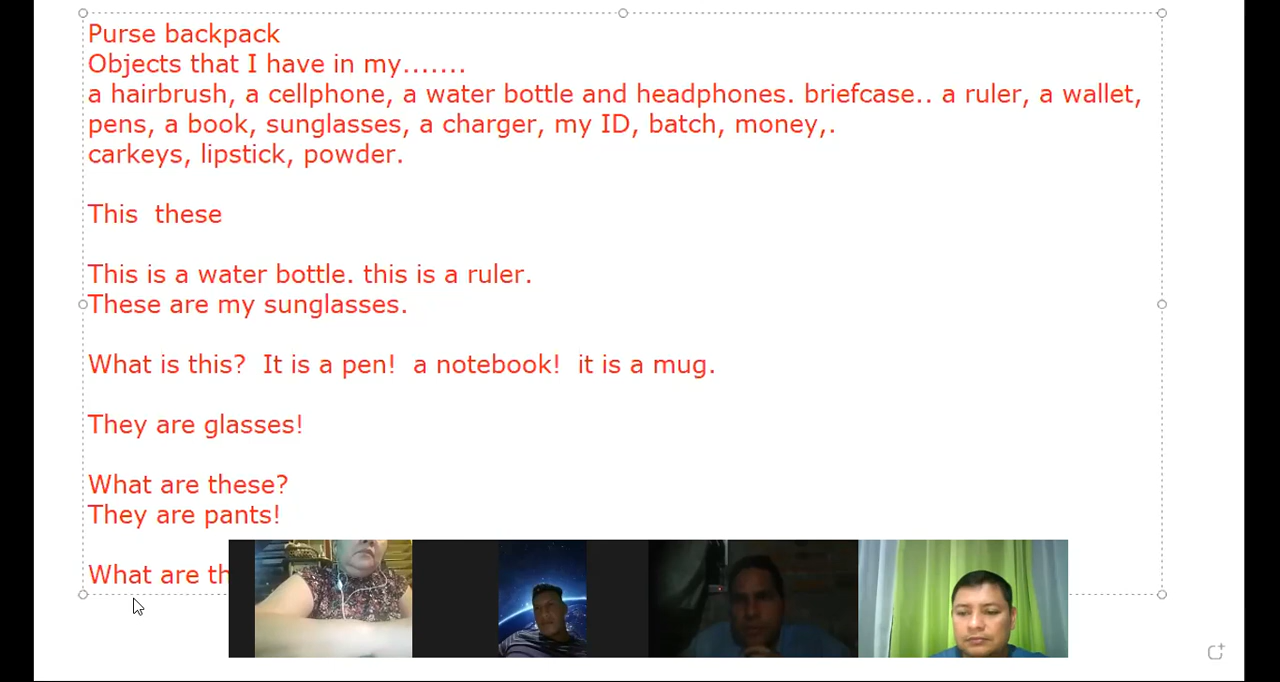 Purse backpack
Objects that I have in my.......
a hairbrush, a cellphone, a water bottle and headphones. briefcase.. a ruler, a wallet,
pens, a book, sunglasses, a charger, my ID, batch, money,.
carkeys, lipstick, powder.
This  these
This is a water bottle. this is a ruler.
These are my sunglasses.
What is this?  It is a pen!  a notebook!  it is a mug.
They are glasses!
What are these?
They are pants!
What are